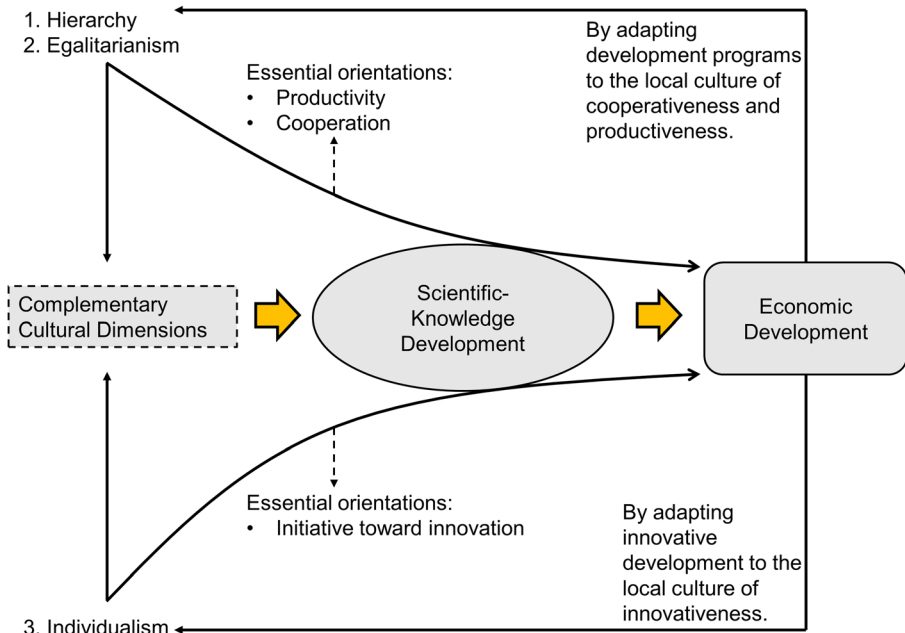 1. Hierarchy
2. Egalitarianism
Essential orientations:
• Productivity
• Cooperation
By adapting
development programs
to the local culture of
cooperativeness and
productiveness.
Complementary
Cultural Dimensions
Scientific-
Knowledge
Development
Economic
Development
Essential orientations:
• Initiative toward innovation
By adapting
innovative
development to the
local culture of
innovativeness.
3. Individualism